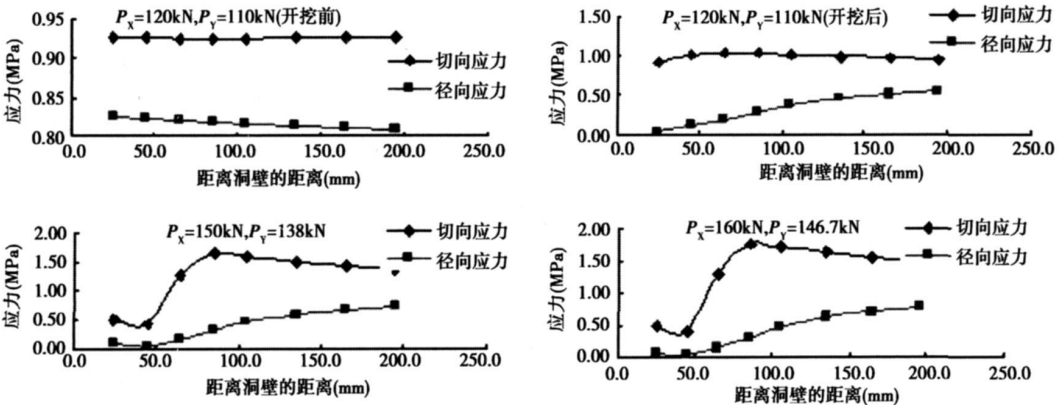 P_X=120kN,P_Y=110kN(开挖前)
应力(MPa)
0.95
0.90
0.85
0.80
0.0
50.0
100.0
150.0
200.0
250.0
切向应力
径向应力
距离洞壁的距离(mm)
P_X=120kN,P_Y=110kN(开挖后)
应力(MPa)
1.50
1.00
0.50
0.00
0.0
50.0
100.0
150.0
200.0
250.0
切向应力
径向应力
距离洞壁的距离(mm)
P_X=150kN,P_Y=138kN
应力(MPa)
2.00
1.50
1.00
0.50
0.00
0.0
50.0
100.0
150.0
200.0
250.0
切向应力
径向应力
距离洞壁的距离(mm)
P_X=160kN,P_Y=146.7kN
应力(MPa)
2.00
1.50
1.00
0.50
0.00
0.0
50.0
100.0
150.0
200.0
250.0
切向应力
径向应力
距离洞壁的距离(mm)